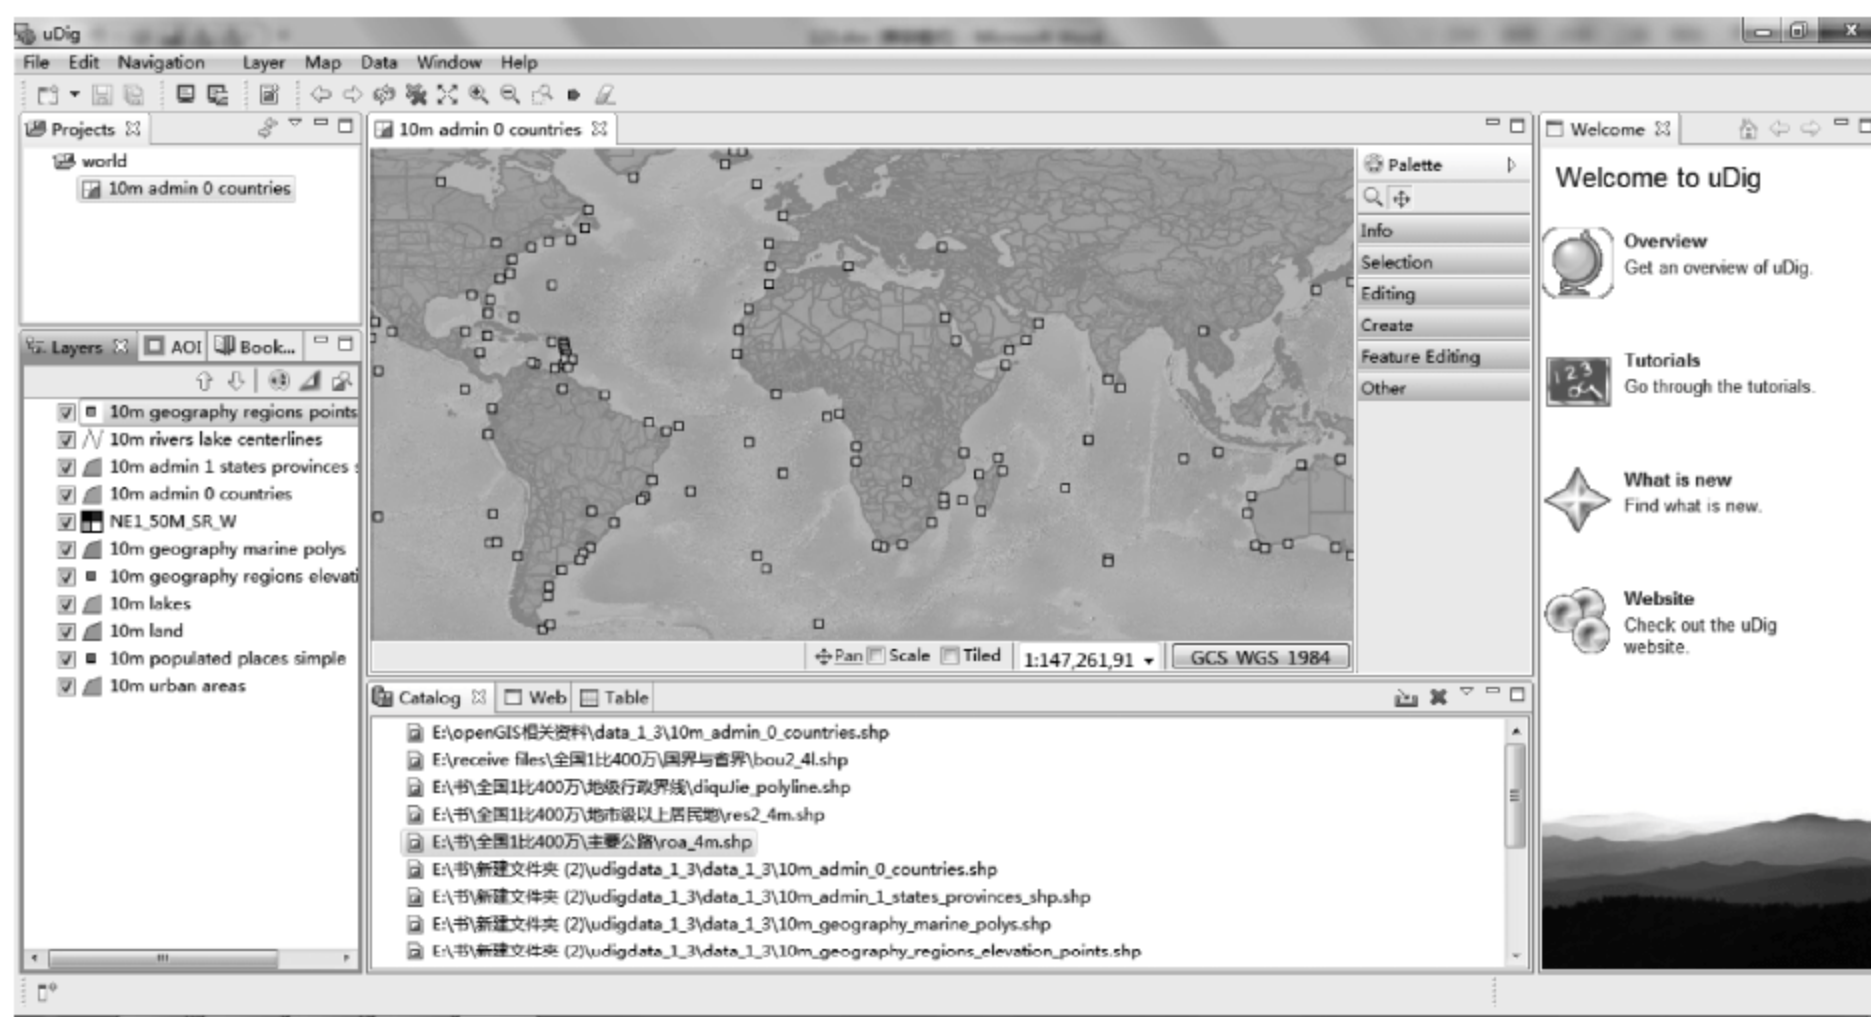 uDig
File Edit Navigation Layer Map Data Window Help
Projects
world
10m admin 0 countries
Layers AOI Book...
10m geography regions points
10m rivers lake centerlines
10m admin 1 states provinces s
10m admin 0 countries
NE1_50M_SR_W
10m geography marine polys
10m geography regions elevati
10m lakes
10m land
10m populated places simple
10m urban areas
10m admin 0 countries
Palette
Info
Selection
Editing
Create
Feature Editing
Other
Pan Scale Tiled 1:147,261,91 GCS WGS 1984
Catalog Web Table
E:\openGIS相关资料\data_1_3\10m_admin_0_countries.shp
E:\receive files\全国1比400万\国界与省界\bou2_4l.shp
E:\书\全国1比400万\地级行政界线\diquJie_polyline.shp
E:\书\全国1比400万\地市级以上居民地\res2_4m.shp
E:\书\全国1比400万\主要公路\roa_4m.shp
E:\书\新建文件夹 (2)\udigdata_1_3\data_1_3\10m_admin_0_countries.shp
E:\书\新建文件夹 (2)\udigdata_1_3\data_1_3\10m_admin_1_states_provinces_shp.shp
E:\书\新建文件夹 (2)\udigdata_1_3\data_1_3\10m_geography_marine_polys.shp
E:\书\新建文件夹 (2)\udigdata_1_3\data_1_3\10m_geography_regions_elevation_points.shp
Welcome
Welcome to uDig
Overview
Get an overview of uDig.
Tutorials
Go through the tutorials.
What is new
Find what is new.
Website
Check out the uDig
website.